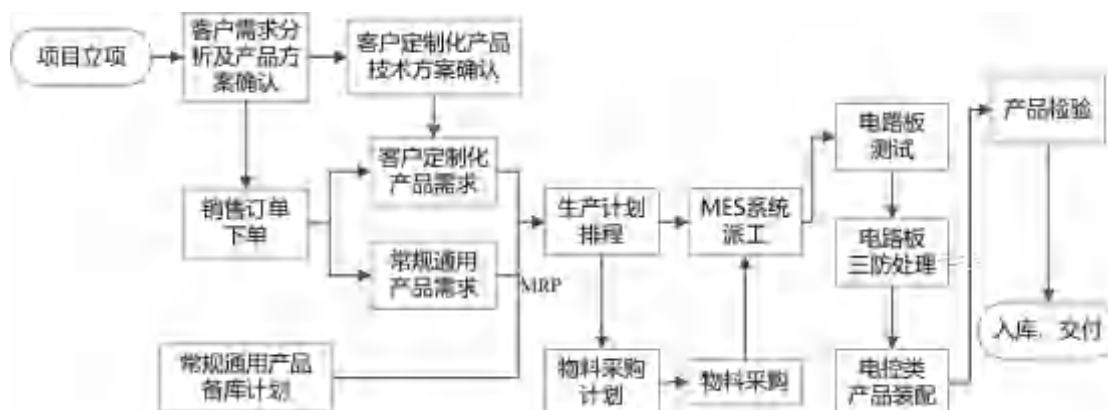 项目立项
客户需求分
析及产品方
案确认
客户定制化产品
技术方案确认
销售订单
下单
客户定制化
产品需求
常规通用
产品需求
常规通用产品
备库计划
MRP
生产计划
排程
物料采购
计划
物料采购
MES系统
派工
电路板
测试
电路板
三防处理
电控类
产品装配
产品检验
入库、交付